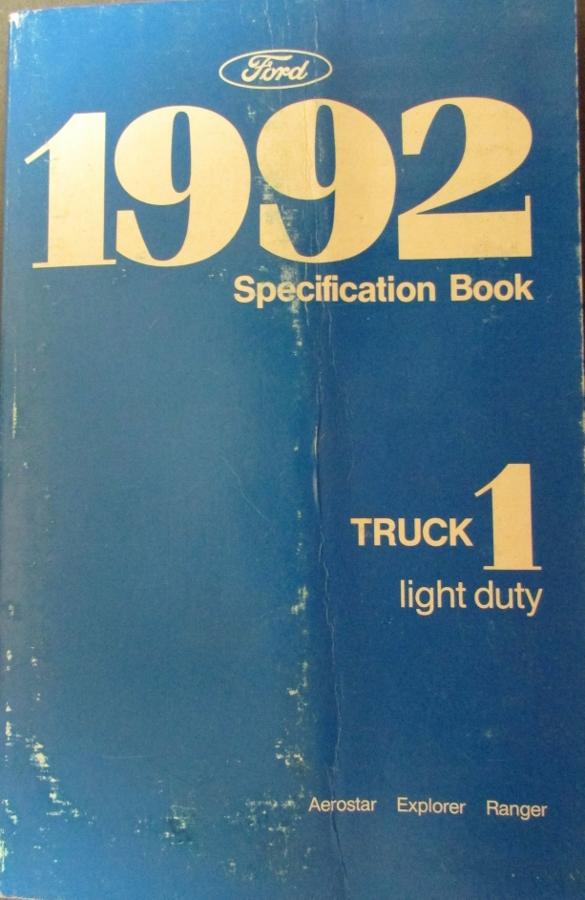 Ford
1992
Specification Book
TRUCK 1
light duty
Aerostar Explorer Ranger